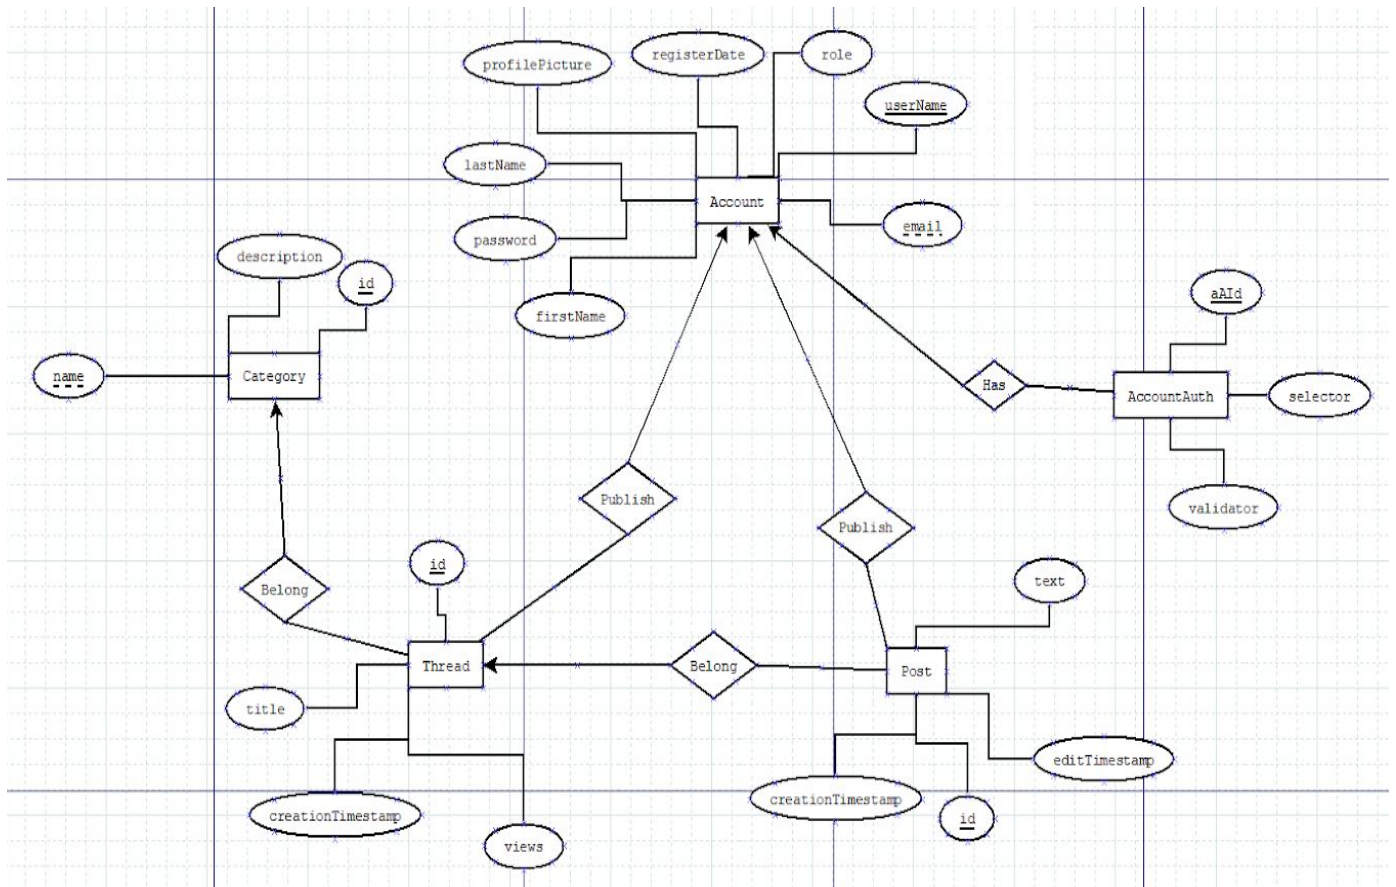 role
registerDate
profilePicture
userName
lastName
Account
email
password
description
id
aAId
firstName
name
Category
Has
AccountAuth
selector
Publish
validator
Publish
id
text
Belong
Thread
Belong
Post
title
editTimestamp
creationTimestamp
creationTimestamp
id
views